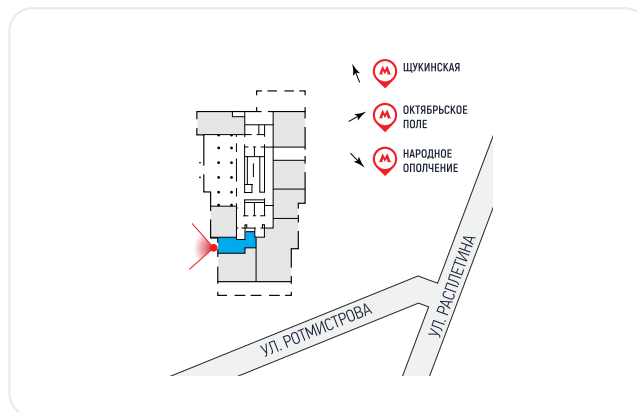 М ЩУКИНСКАЯ
М ОКТЯБРЬСКОЕ
ПОЛЕ
М НАРОДНОЕ
ОПОЛЧЕНИЕ
УЛ. РАСПЛЕТИНА
УЛ. РОТМИСТРОВА